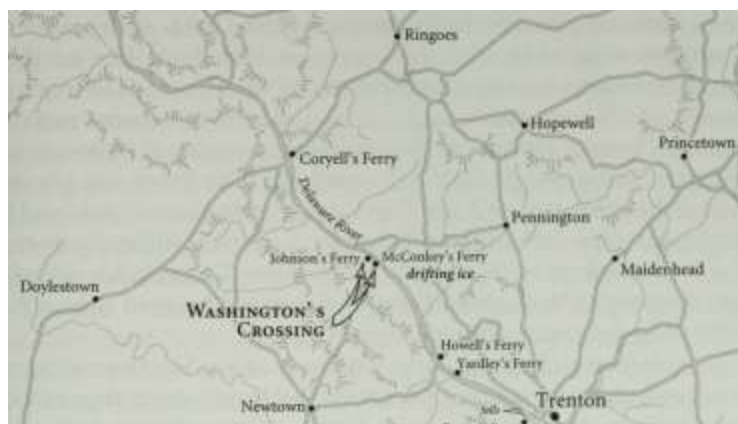 Ringoes
Hopewell
Princetown
Coryell's Ferry
Delaware River
Pennington
Johnson's Ferry
McConkey's Ferry
drifting ice
Maidenhead
Doylestown
WASHINGTON'S
CROSSING
Howell's Ferry
Yardley's Ferry
Newtown
Trenton
falls